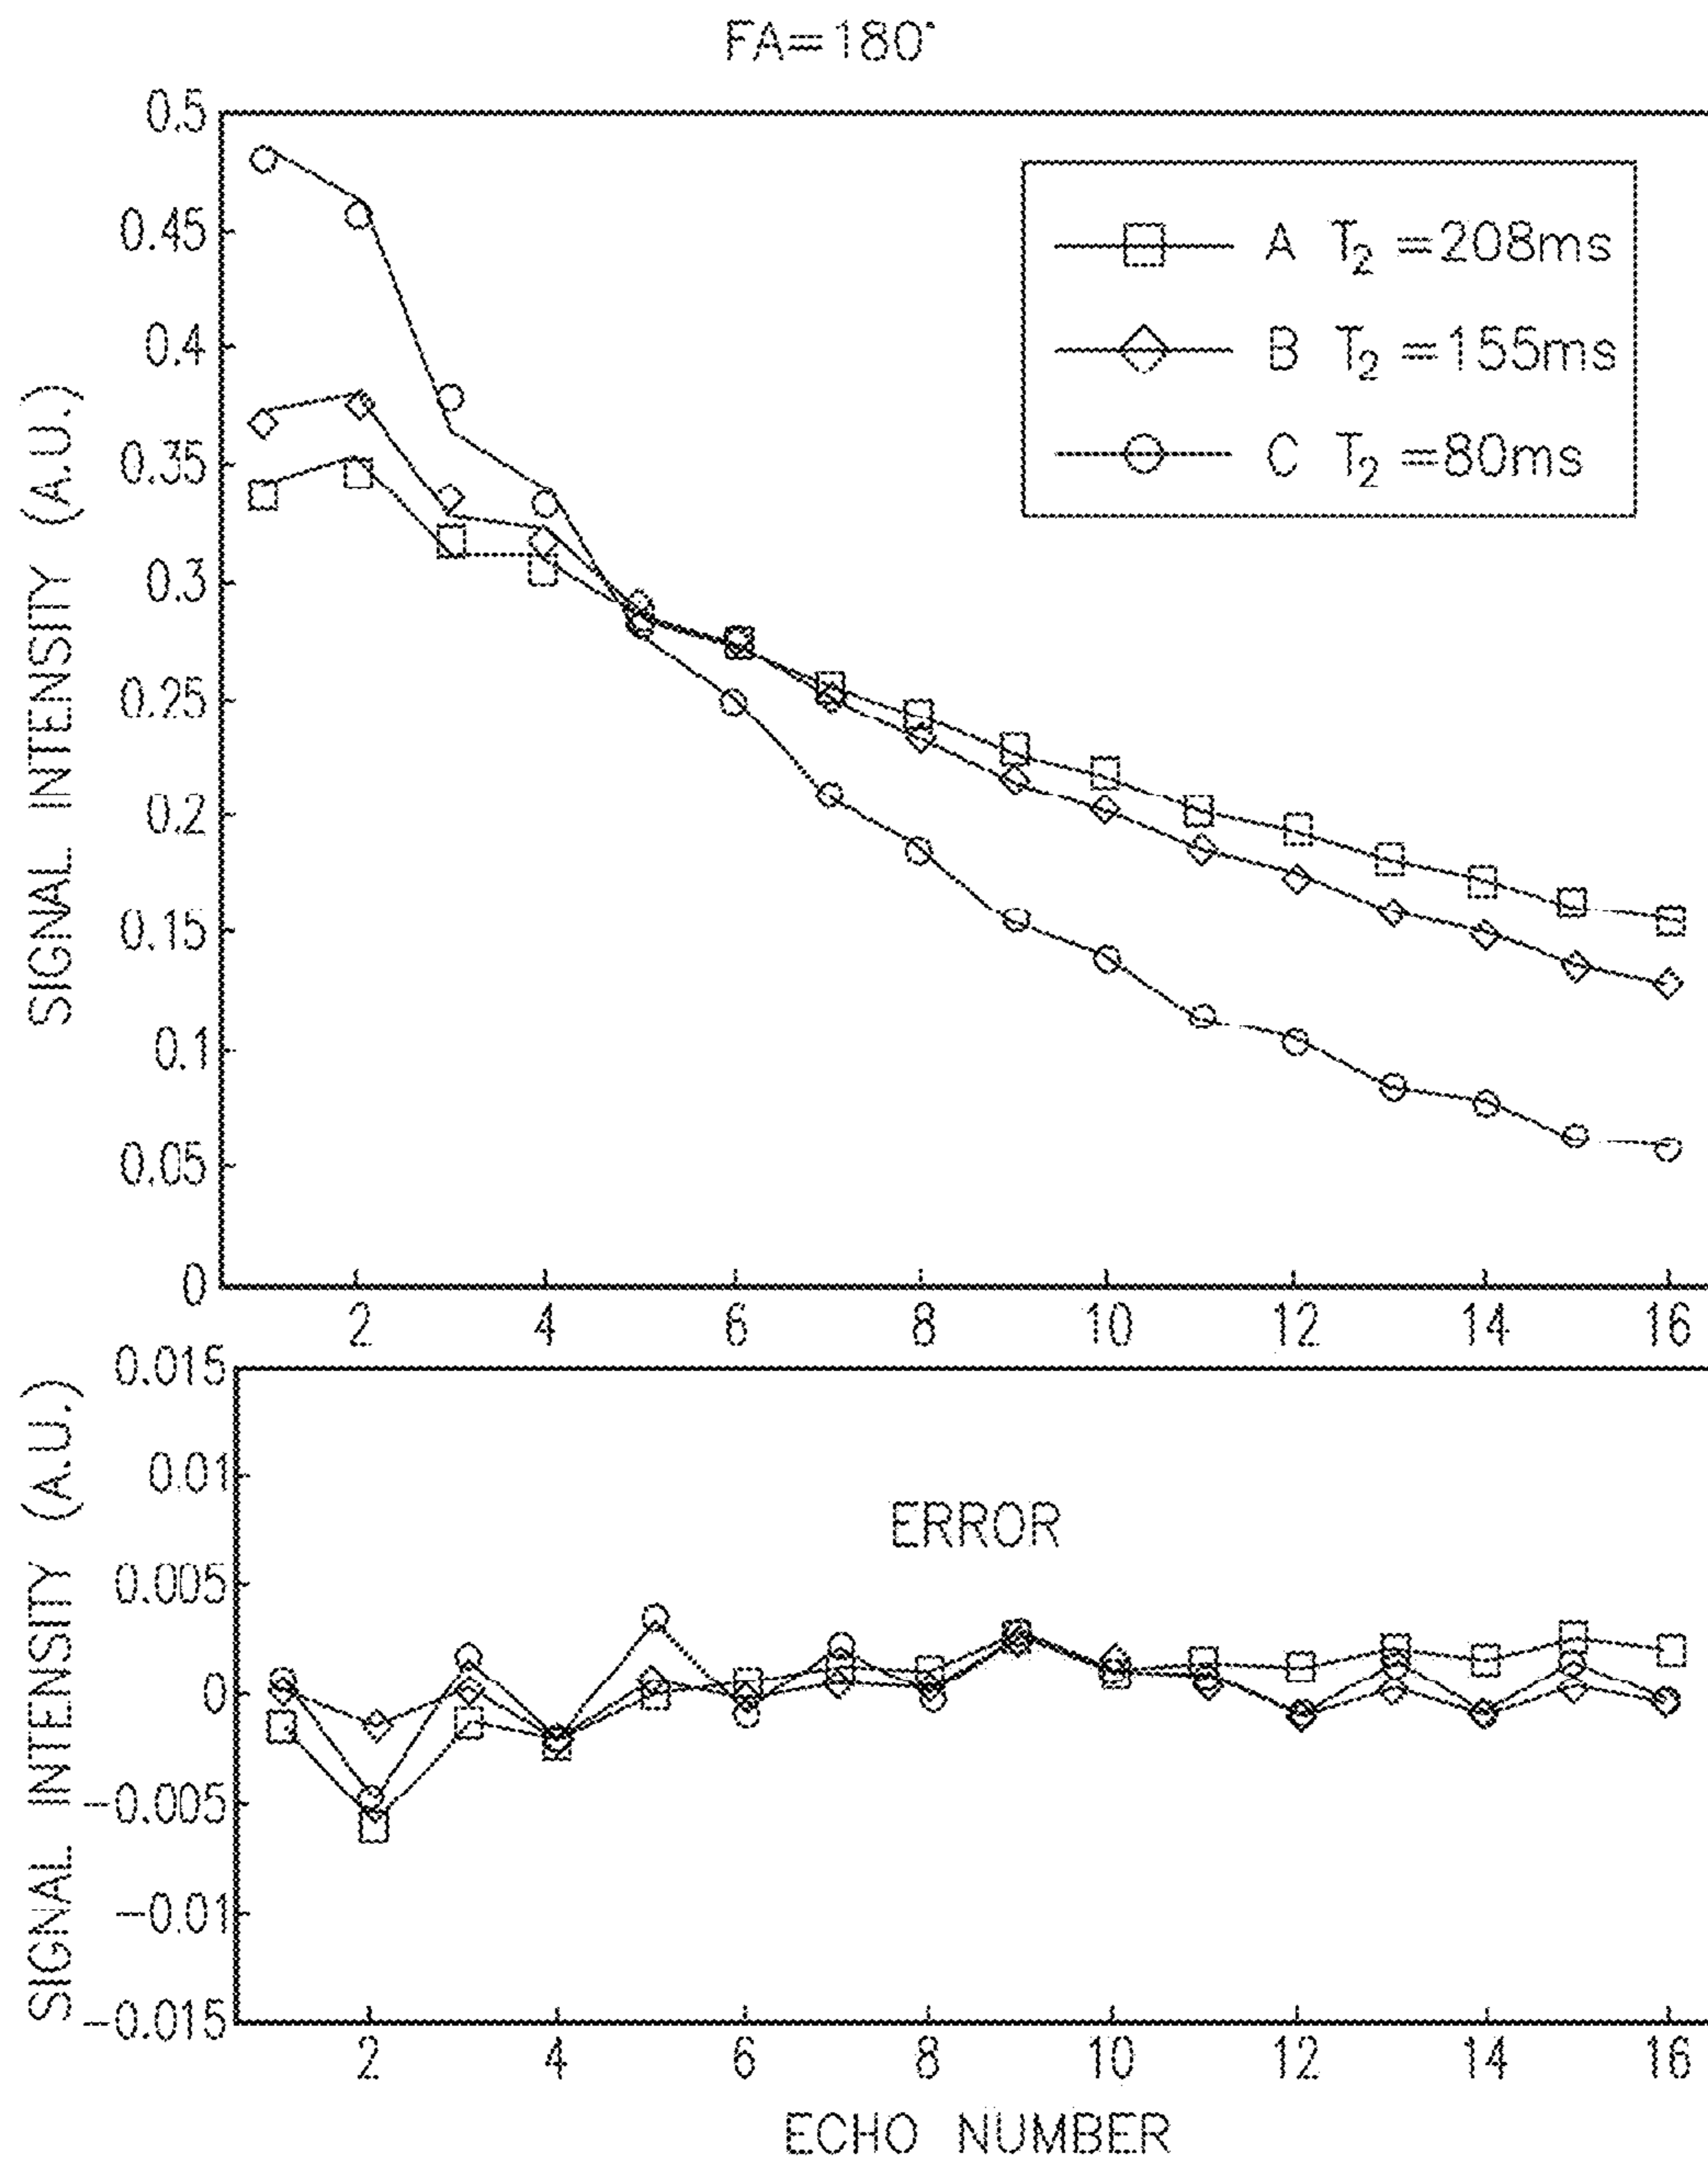 FA=180°
SIGNAL INTENSITY (A.U.)
0.5
0.45
0.4
0.35
0.3
0.25
0.2
0.15
0.1
0.05
0
A T₂ =208ms
B T₂ =155ms
C T₂ =80ms
2 4 6 8 10 12 14 16
SIGNAL INTENSITY (A.U.)
0.015
0.01
0.005
0
-0.005
-0.01
-0.015
ERROR
2 4 6 8 10 12 14 16
ECHO NUMBER